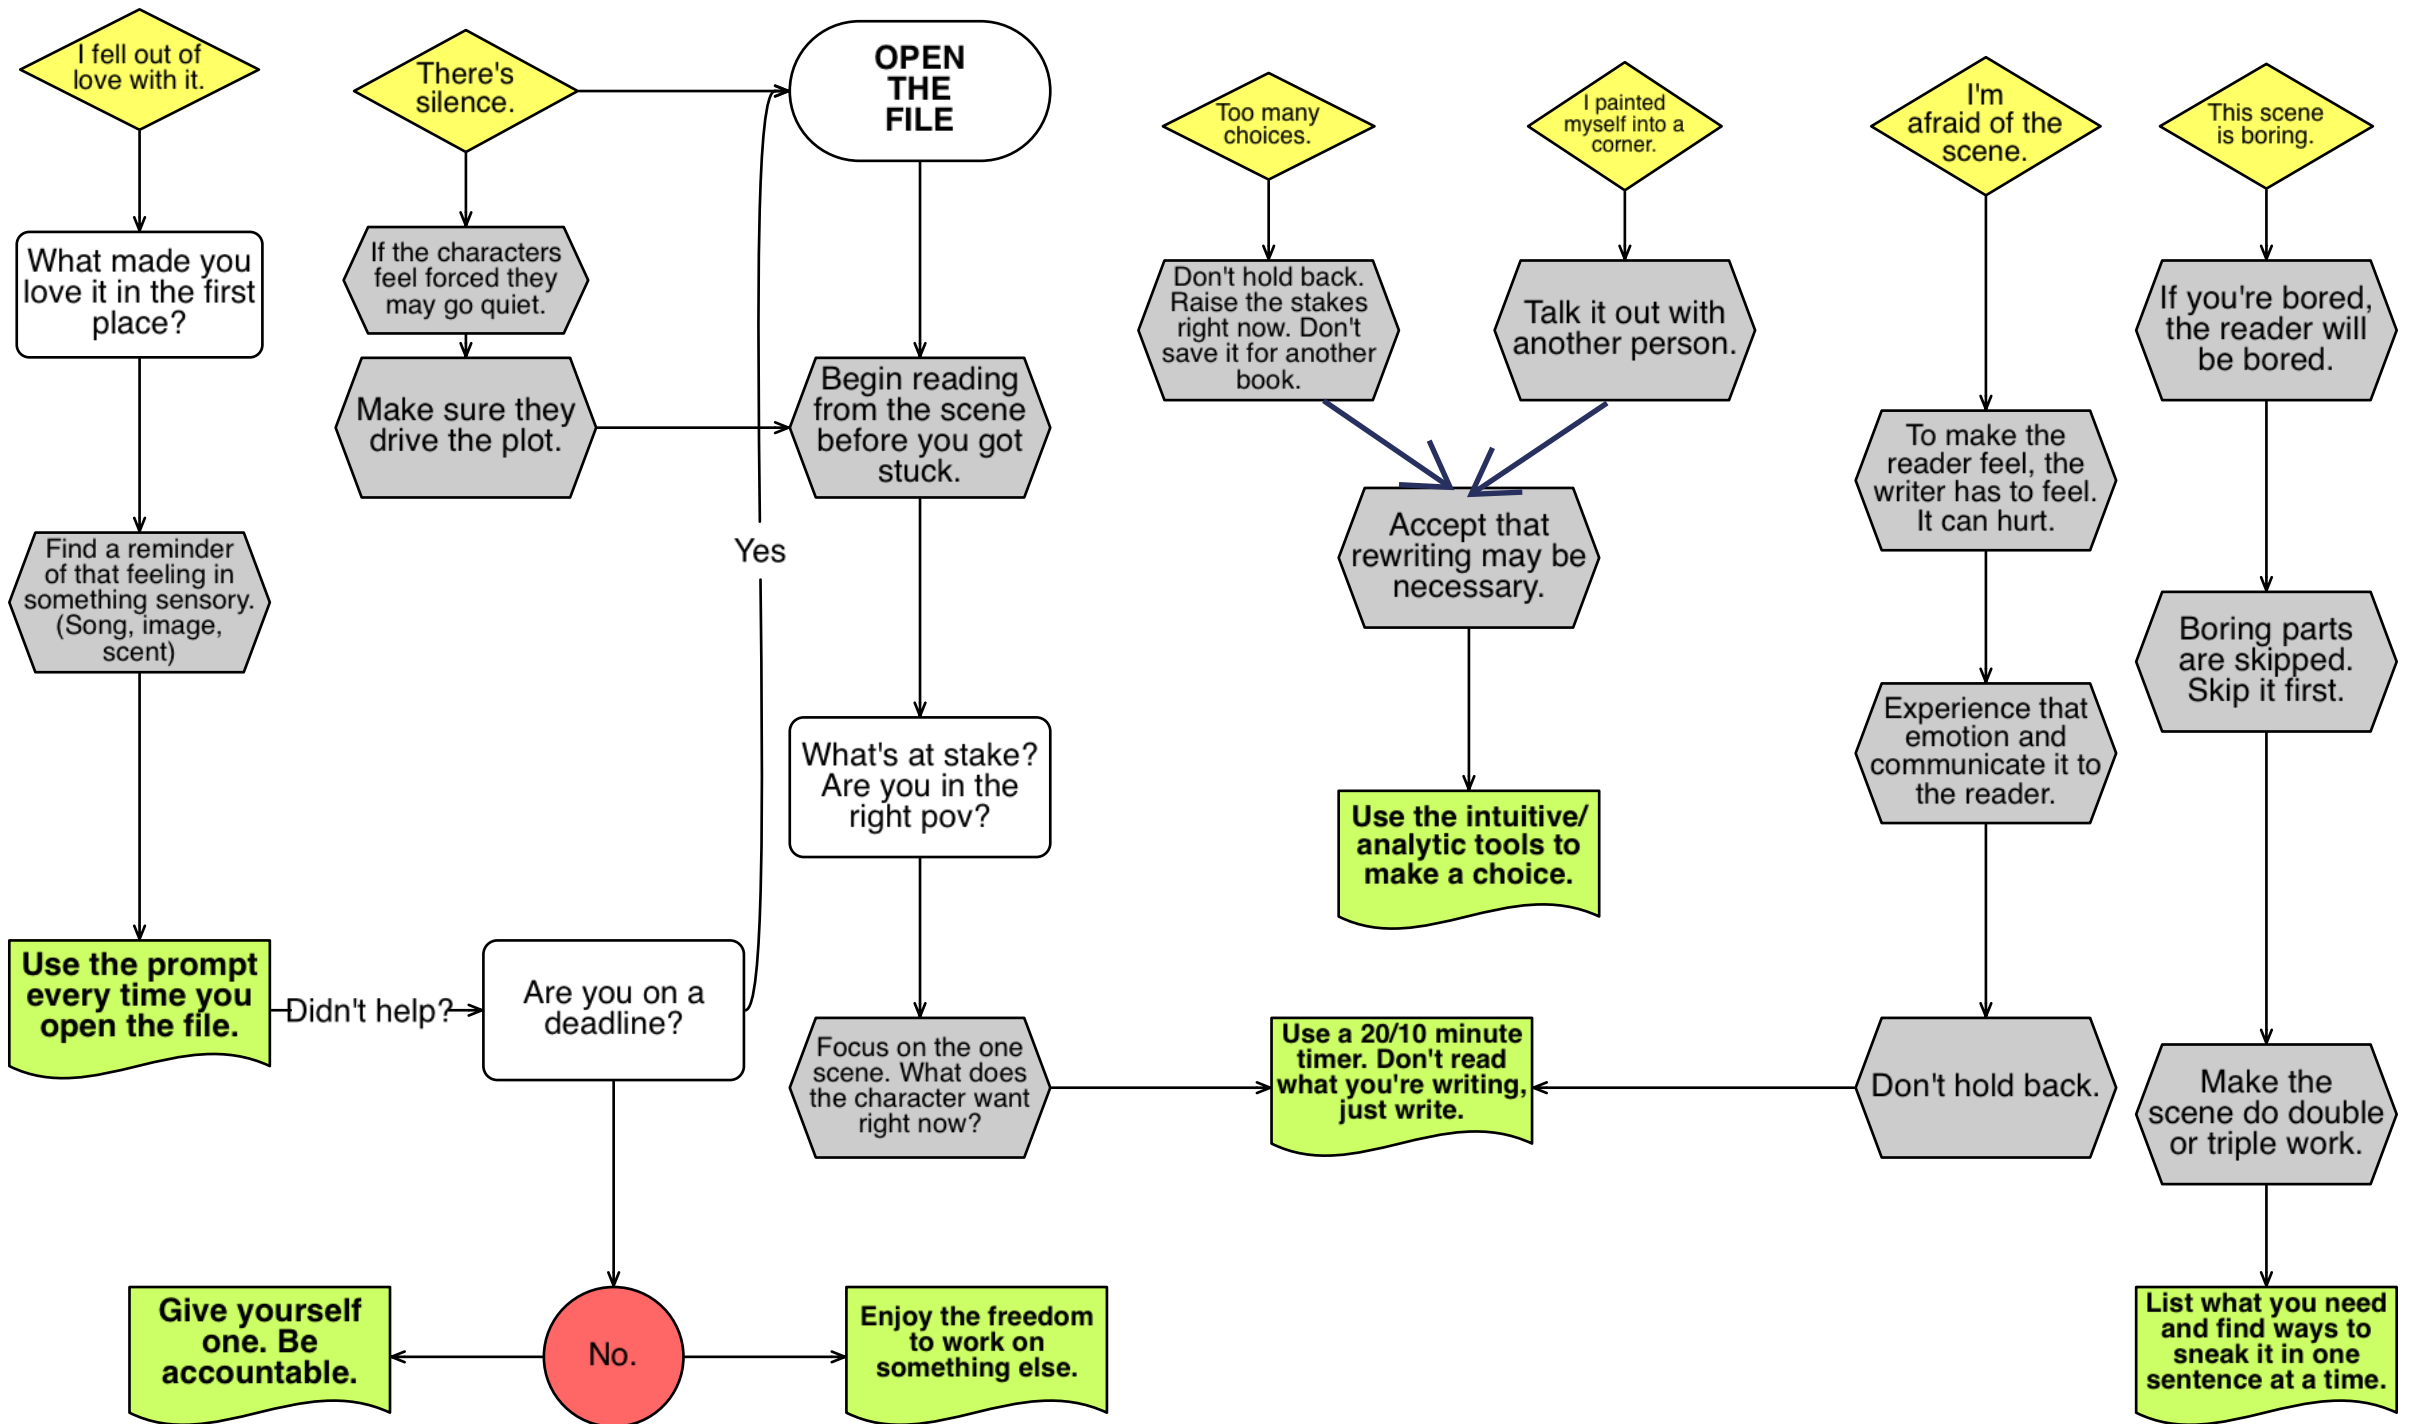 I fell out of
love with it.
What made you
love it in the first
place?
Find a reminder
of that feeling in
something sensory.
(Song, image,
scent)
Use the prompt
every time you
open the file.
Didn't help?
Are you on a
deadline?
Yes
No.
Give yourself
one. Be
accountable.
Enjoy the freedom
to work on
something else.
There's
silence.
If the characters
feel forced they
may go quiet.
Make sure they
drive the plot.
OPEN
THE
FILE
Begin reading
from the scene
before you got
stuck.
What's at stake?
Are you in the
right pov?
Focus on the one
scene. What does
the character want
right now?
Use a 20/10 minute
timer. Don't read
what you're writing,
just write.
Too many
choices.
Don't hold back.
Raise the stakes
right now. Don't
save it for another
book.
I painted
myself into a
corner.
Talk it out with
another person.
Accept that
rewriting may be
necessary.
Use the intuitive/
analytic tools to
make a choice.
I'm
afraid of the
scene.
To make the
reader feel, the
writer has to feel.
It can hurt.
Experience that
emotion and
communicate it to
the reader.
Don't hold back.
This scene
is boring.
If you're bored,
the reader will
be bored.
Boring parts
are skipped.
Skip it first.
Make the
scene do double
or triple work.
List what you need
and find ways to
sneak it in one
sentence at a time.